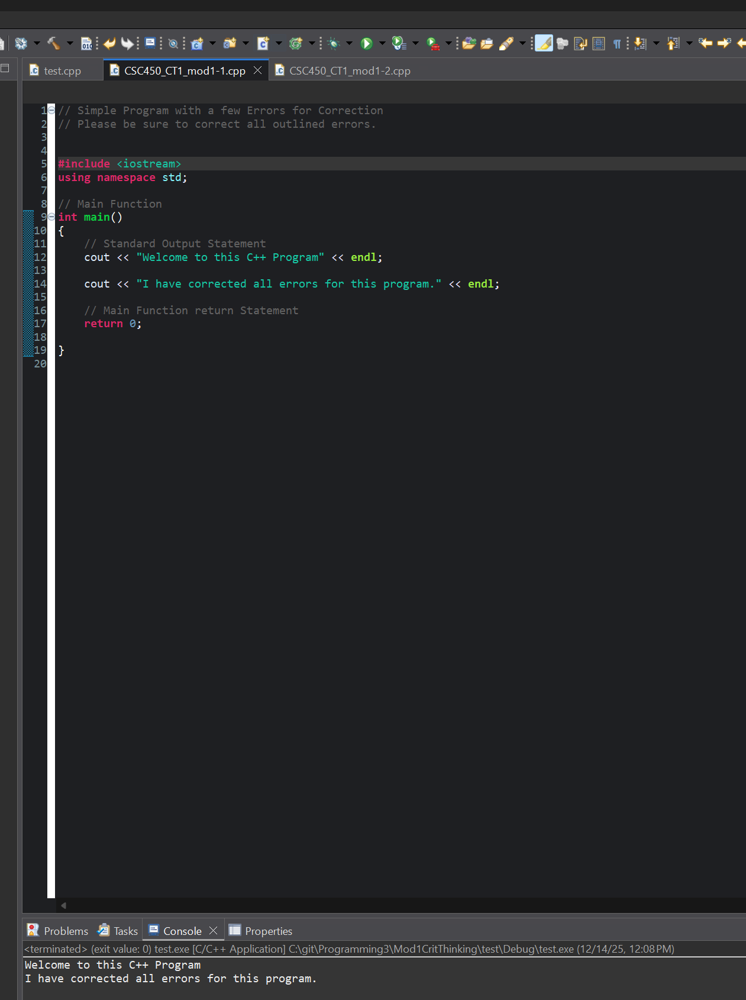 010
test.cpp
CSC450_CT1_mod1-1.cpp
CSC450_CT1_mod1-2.cpp
1 // Simple Program with a few Errors for Correction
2 // Please be sure to correct all outlined errors.
3
4
5 #include <iostream>
6 using namespace std;
7
8 // Main Function
9 int main()
10 {
11     // Standard Output Statement
12     cout << "Welcome to this C++ Program" << endl;
13
14     cout << "I have corrected all errors for this program." << endl;
15
16     // Main Function return Statement
17     return 0;
18
19 }
20
Problems Tasks Console Properties
<terminated> (exit value: 0) test.exe [C/C++ Application] C:\git\Programming3\Mod1CritThinking\test\Debug\test.exe (12/14/25, 12:08 PM)
Welcome to this C++ Program
I have corrected all errors for this program.